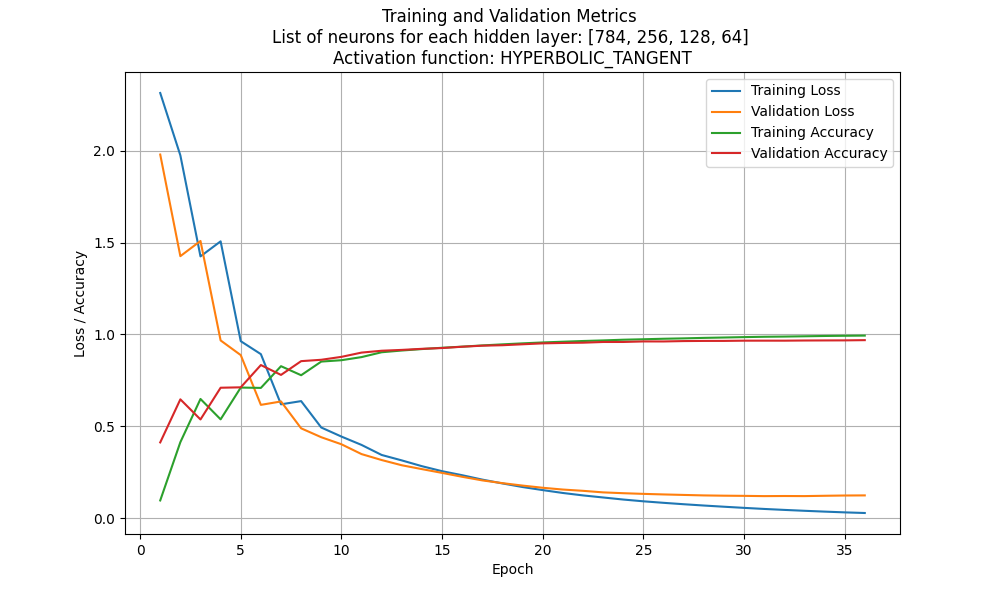 Training and Validation Metrics
List of neurons for each hidden layer: [784, 256, 128, 64]
Activation function: HYPERBOLIC_TANGENT
Training Loss
Validation Loss
Training Accuracy
Validation Accuracy
Loss / Accuracy
2.0
1.5
1.0
0.5
0.0
0 5 10 15 20 25 30 35
Epoch